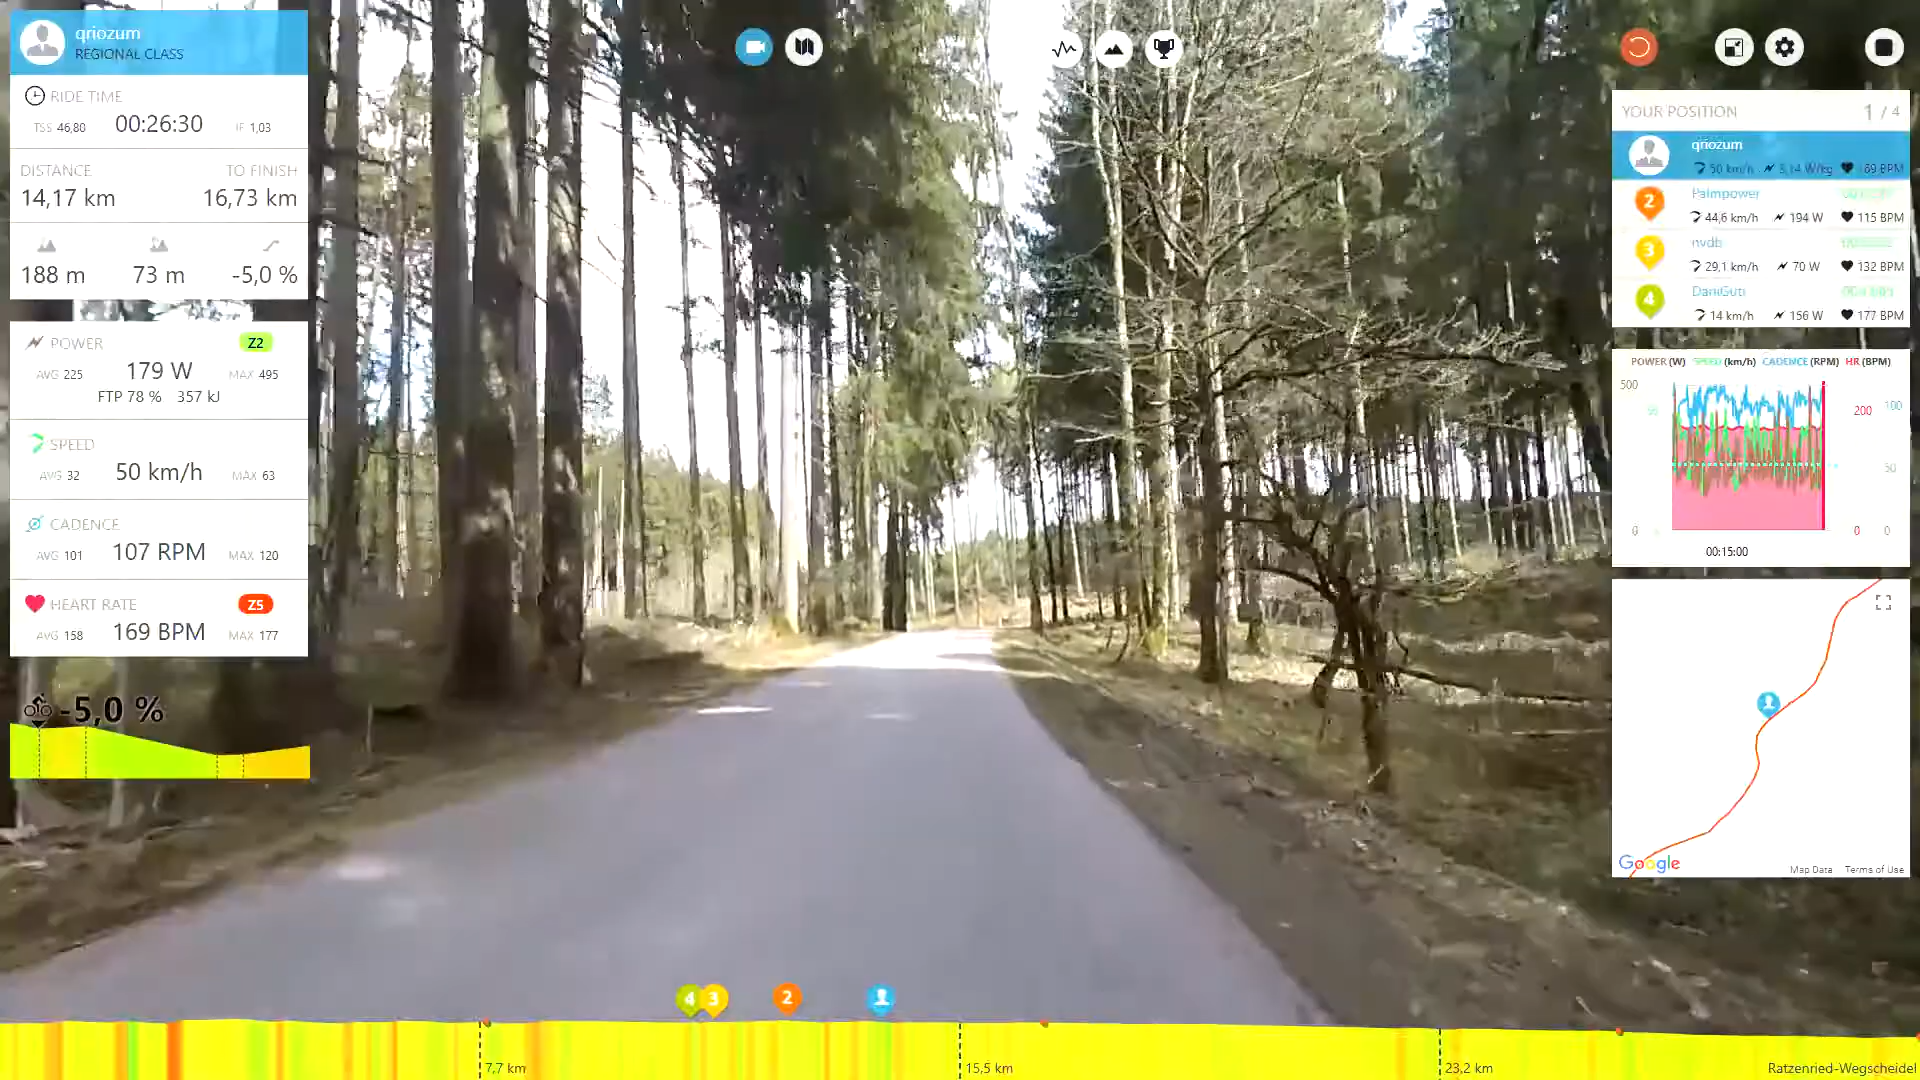 qriozum
REGIONAL CLASS
RIDE TIME
TSS 46,80 00:26:30 IF 1,03
DISTANCE TO FINISH
14,17 km 16,73 km
188 m 73 m -5,0 %
POWER Z2
AVG 225 179 W MAX 495
FTP 78 % 357 kJ
SPEED
AVG 32 50 km/h MAX 63
CADENCE
AVG 101 107 RPM MAX 120
HEART RATE Z5
AVG 158 169 BPM MAX 177
-5,0 %
YOUR POSITION 1 / 4
qriozum
50 km/h 3,14 W/kg 169 BPM
2 Palmpower
44,6 km/h 194 W 115 BPM
3 nvdb
29,1 km/h 70 W 132 BPM
4 DaniGuti
14 km/h 156 W 177 BPM
POWER (W) SPEED (km/h) CADENCE (RPM) HR (BPM)
500 200 100
50
0 0 0
00:15:00
Google Map Data Terms of Use
4 3 2
7,7 km 15,5 km 23,2 km Ratzenried-Wegscheidel